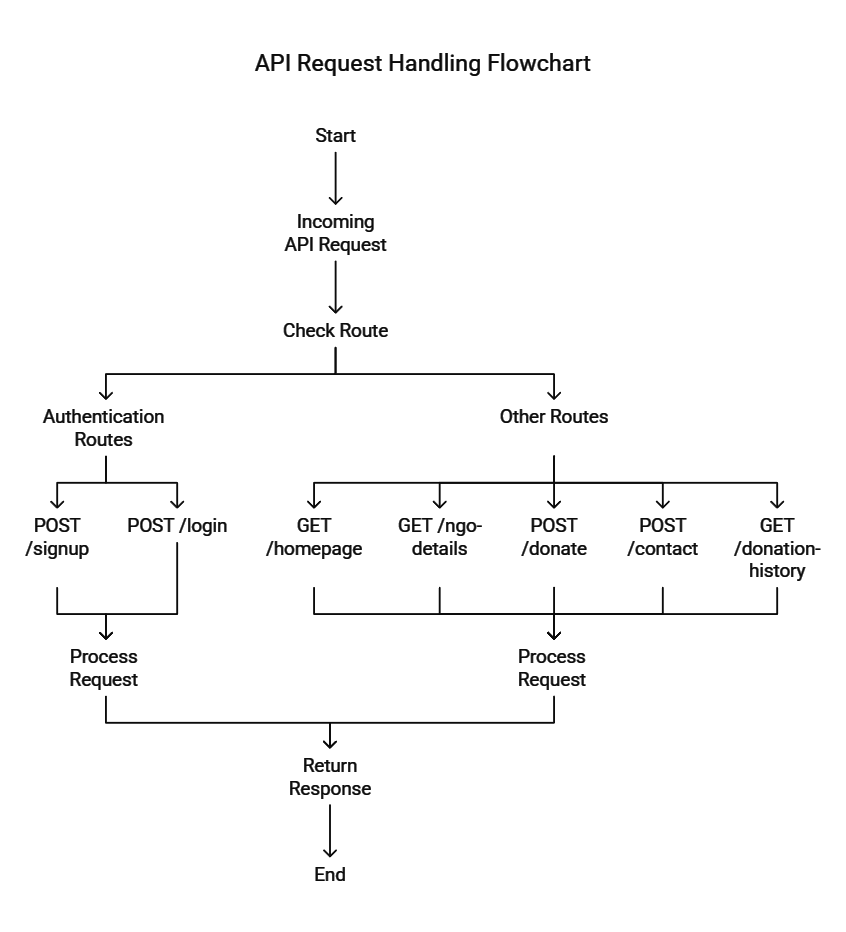 API Request Handling Flowchart
Start
Incoming
API Request
Check Route
Authentication
Routes
Other Routes
POST
/signup
POST /login
GET
/homepage
GET /ngo-
details
POST
/donate
POST
/contact
GET
/donation-
history
Process
Request
Process
Request
Return
Response
End